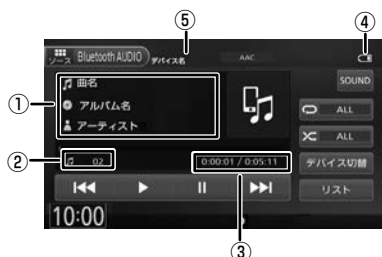 ⑤
④
ソース Bluetooth AUDIO デバイス名 AAC
① 曲名 SOUND
アルバム名 ALL
アーティスト ALL
② 02 0:00:01 / 0:05:11 デバイス切替
リスト
10:00
③